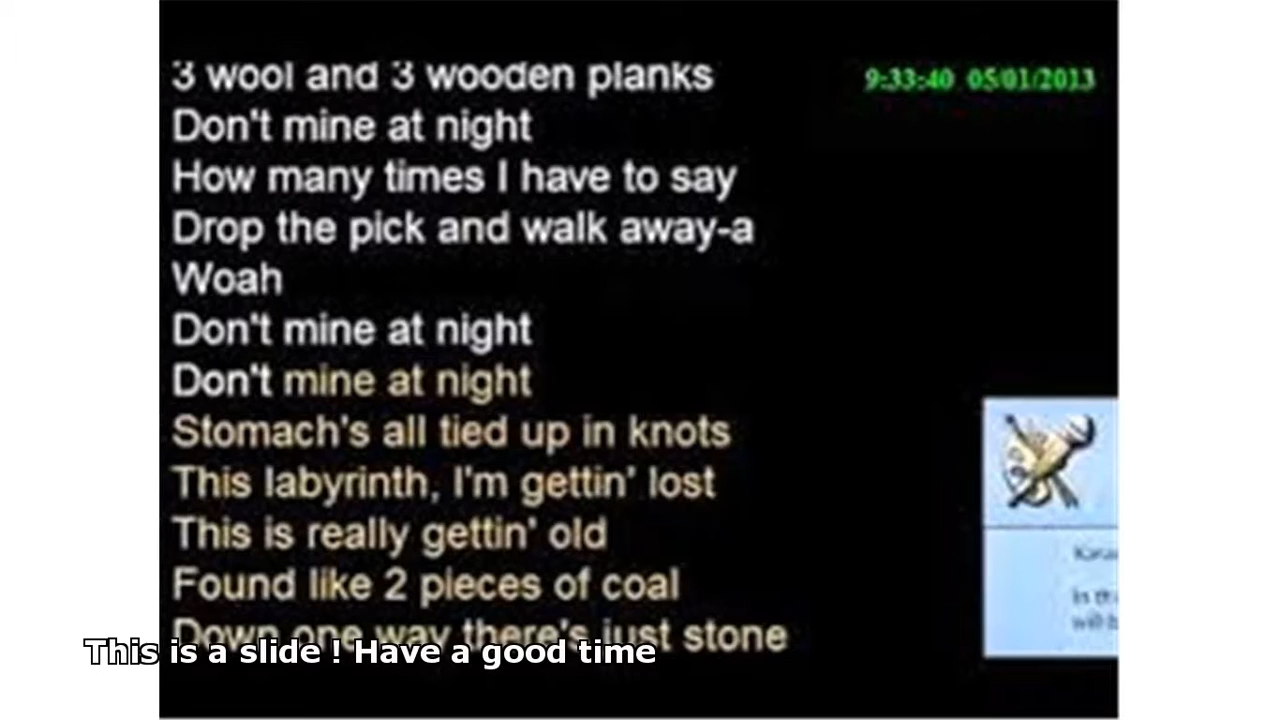 3 wool and 3 wooden planks
9:33:40 05/01/2013
Don't mine at night
How many times I have to say
Drop the pick and walk away-a
Woah
Don't mine at night
Don't mine at night
Stomach's all tied up in knots
This labyrinth, I'm gettin' lost
This is really gettin' old
Found like 2 pieces of coal
Down one way there's just stone
This is a slide ! Have a good time